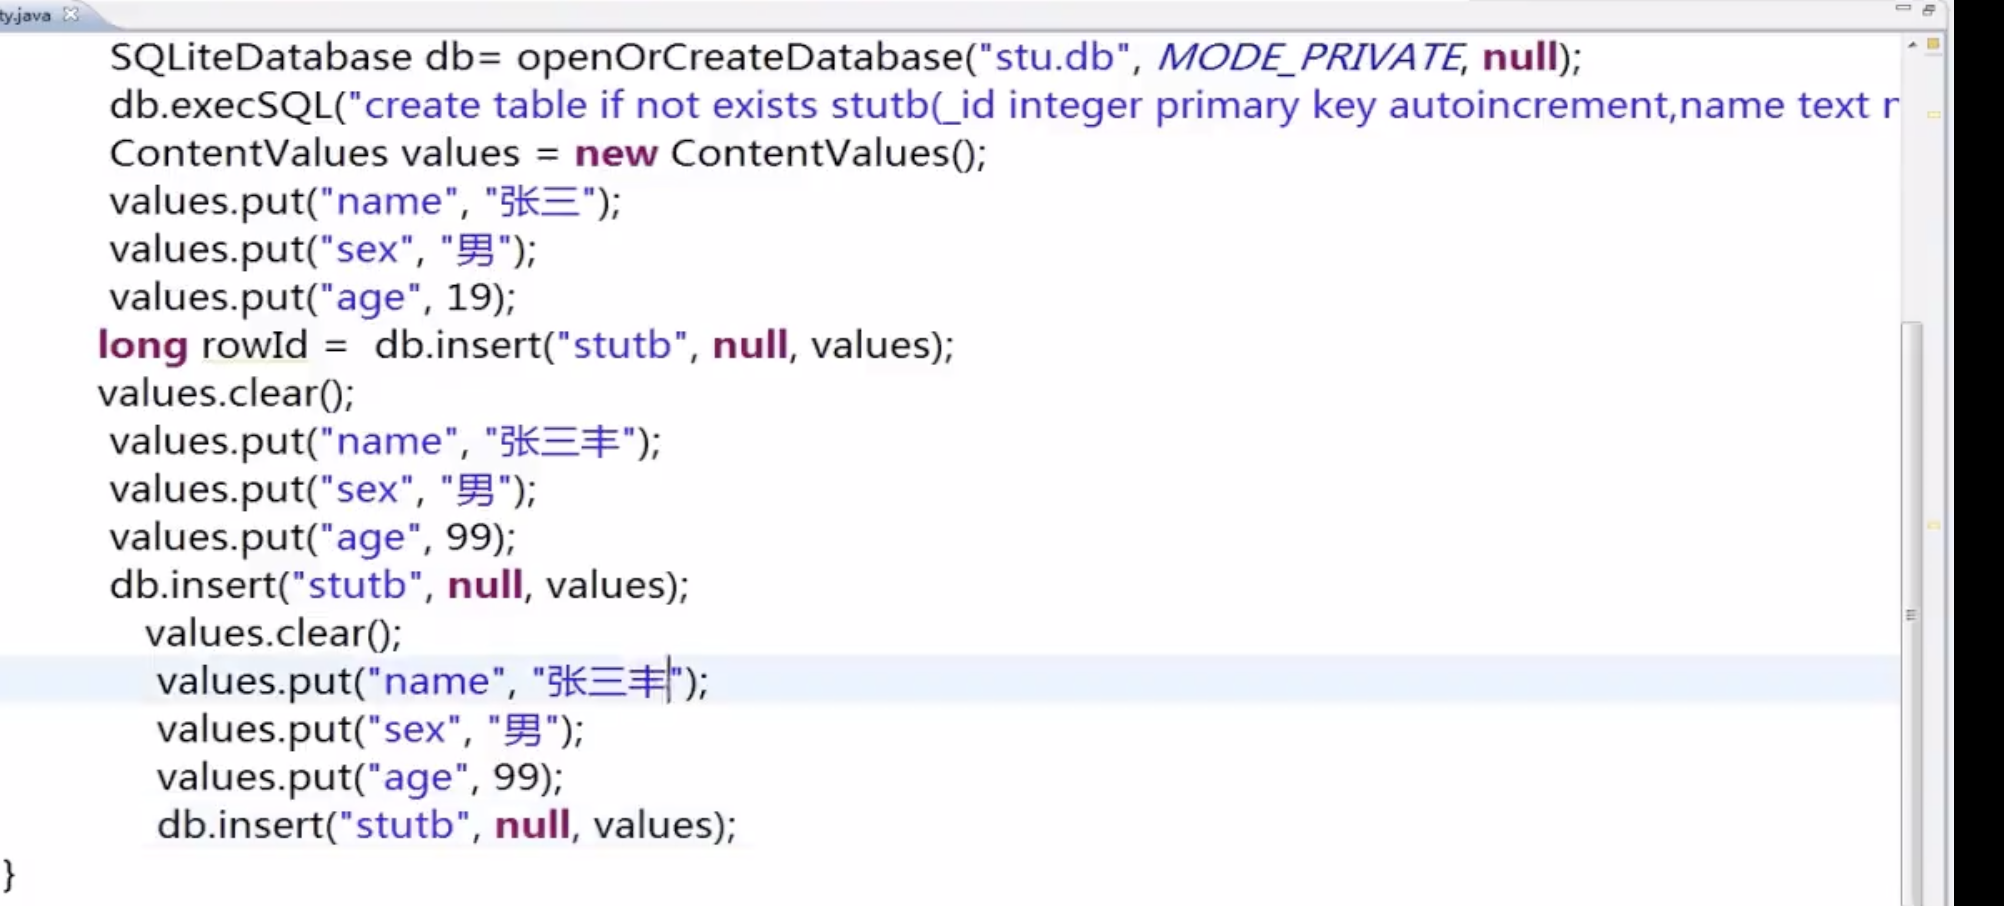 ty.java
SQLiteDatabase db= openOrCreateDatabase("stu.db", MODE_PRIVATE, null);
db.execSQL("create table if not exists stutb(_id integer primary key autoincrement,name text n
ContentValues values = new ContentValues();
values.put("name", "张三");
values.put("sex", "男");
values.put("age", 19);
long rowId =  db.insert("stutb", null, values);
values.clear();
values.put("name", "张三丰");
values.put("sex", "男");
values.put("age", 99);
db.insert("stutb", null, values);
values.clear();
values.put("name", "张三丰");
values.put("sex", "男");
values.put("age", 99);
db.insert("stutb", null, values);
}